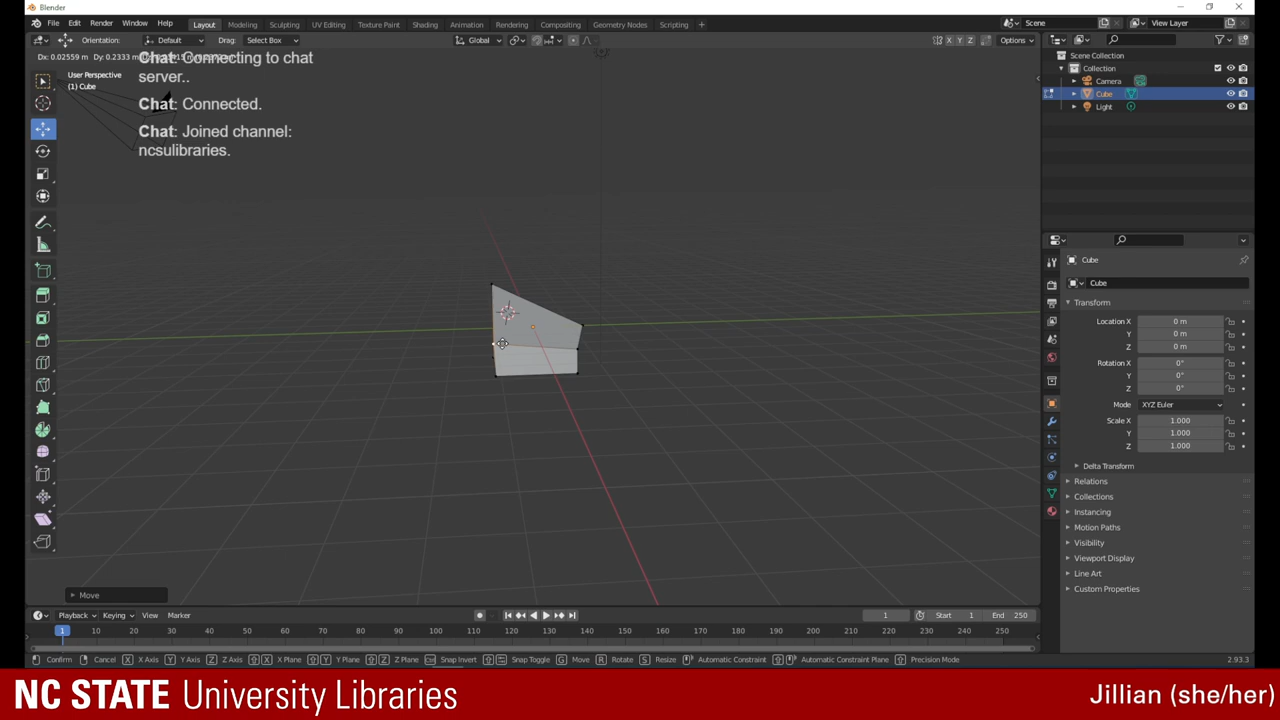 Blender
File Edit Render Window Help Layout Modeling Sculpting UV Editing Texture Paint Shading Animation Rendering Compositing Geometry Nodes Scripting + Scene View Layer
Orientation: Default Drag: Select Box Global X Y Z Options
Dx: 0.02559 m Dy: 0.2333 m
Chat: Connecting to chat
server..
Chat: Connected.
Chat: Joined channel:
ncsulibraries.
User Perspective
(1) Cube
Scene Collection
Collection
Camera
Cube
Light
Cube
Cube
Transform
Location X 0 m
Y 0 m
Z 0 m
Rotation X 0°
Y 0°
Z 0°
Mode XYZ Euler
Scale X 1.000
Y 1.000
Z 1.000
Delta Transform
Relations
Collections
Instancing
Motion Paths
Visibility
Viewport Display
Line Art
Custom Properties
Move
Playback Keying View Marker 1 Start 1 End 250
1 10 20 30 40 50 60 70 80 90 100 110 120 130 140 150 160 170 180 190 200 210 220 230 240 250
Confirm Cancel X X Axis Y Y Axis Z Z Axis X X Plane Y Y Plane Z Z Plane Snap Invert Snap Toggle G Move R Rotate S Resize Automatic Constraint Automatic Constraint Plane Precision Mode 2.93.3
NC STATE University Libraries
Jillian (she/her)